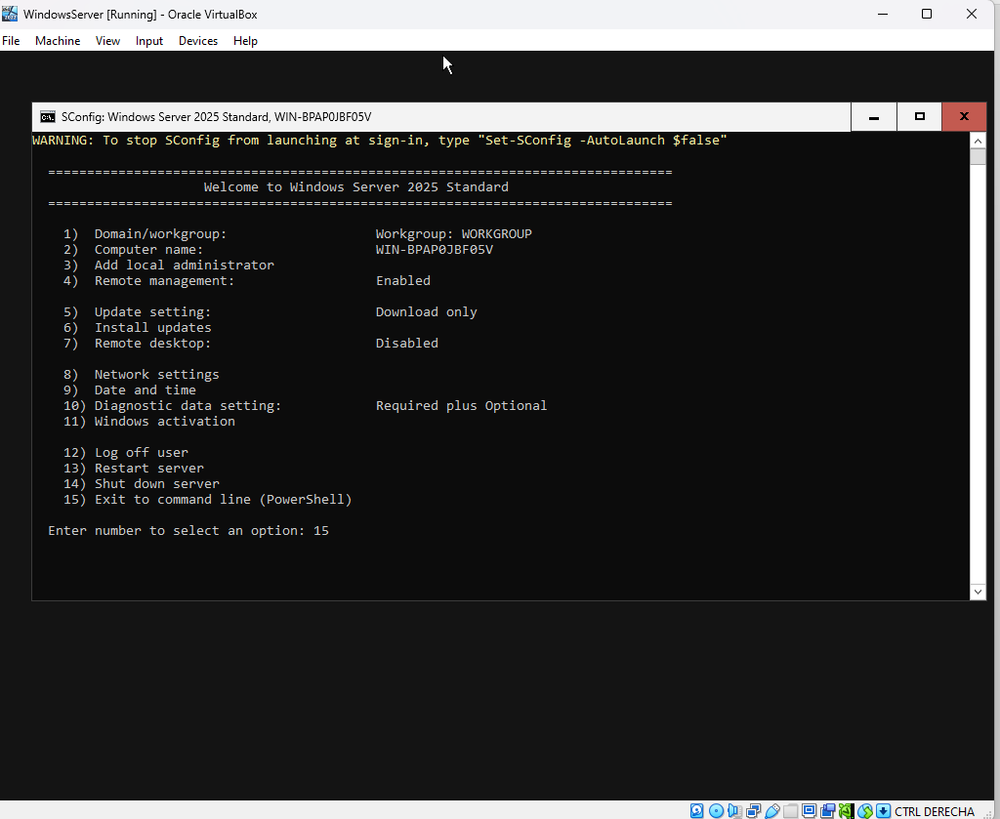 WindowsServer [Running] - Oracle VirtualBox
File Machine View Input Devices Help
SConfig: Windows Server 2025 Standard, WIN-BPAP0JBF05V
WARNING: To stop SConfig from launching at sign-in, type "Set-SConfig -AutoLaunch $false"
================================================================================
Welcome to Windows Server 2025 Standard
================================================================================
1) Domain/workgroup: Workgroup: WORKGROUP
2) Computer name: WIN-BPAP0JBF05V
3) Add local administrator
4) Remote management: Enabled
5) Update setting: Download only
6) Install updates
7) Remote desktop: Disabled
8) Network settings
9) Date and time
10) Diagnostic data setting: Required plus Optional
11) Windows activation
12) Log off user
13) Restart server
14) Shut down server
15) Exit to command line (PowerShell)
Enter number to select an option: 15
CTRL DERECHA